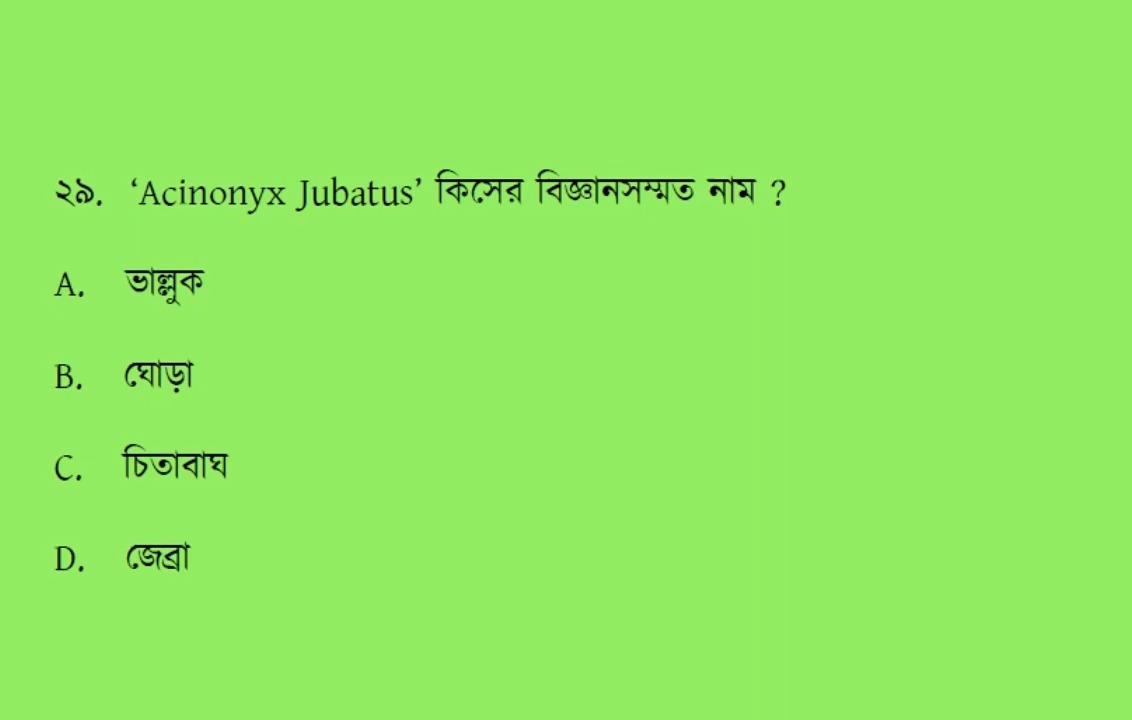 ২৯. ‘Acinonyx Jubatus’ কিসের বিজ্ঞানসম্মত নাম ?
A. ভাল্লুক
B. ঘোড়া
C. চিতাবাঘ
D. জেব্রা